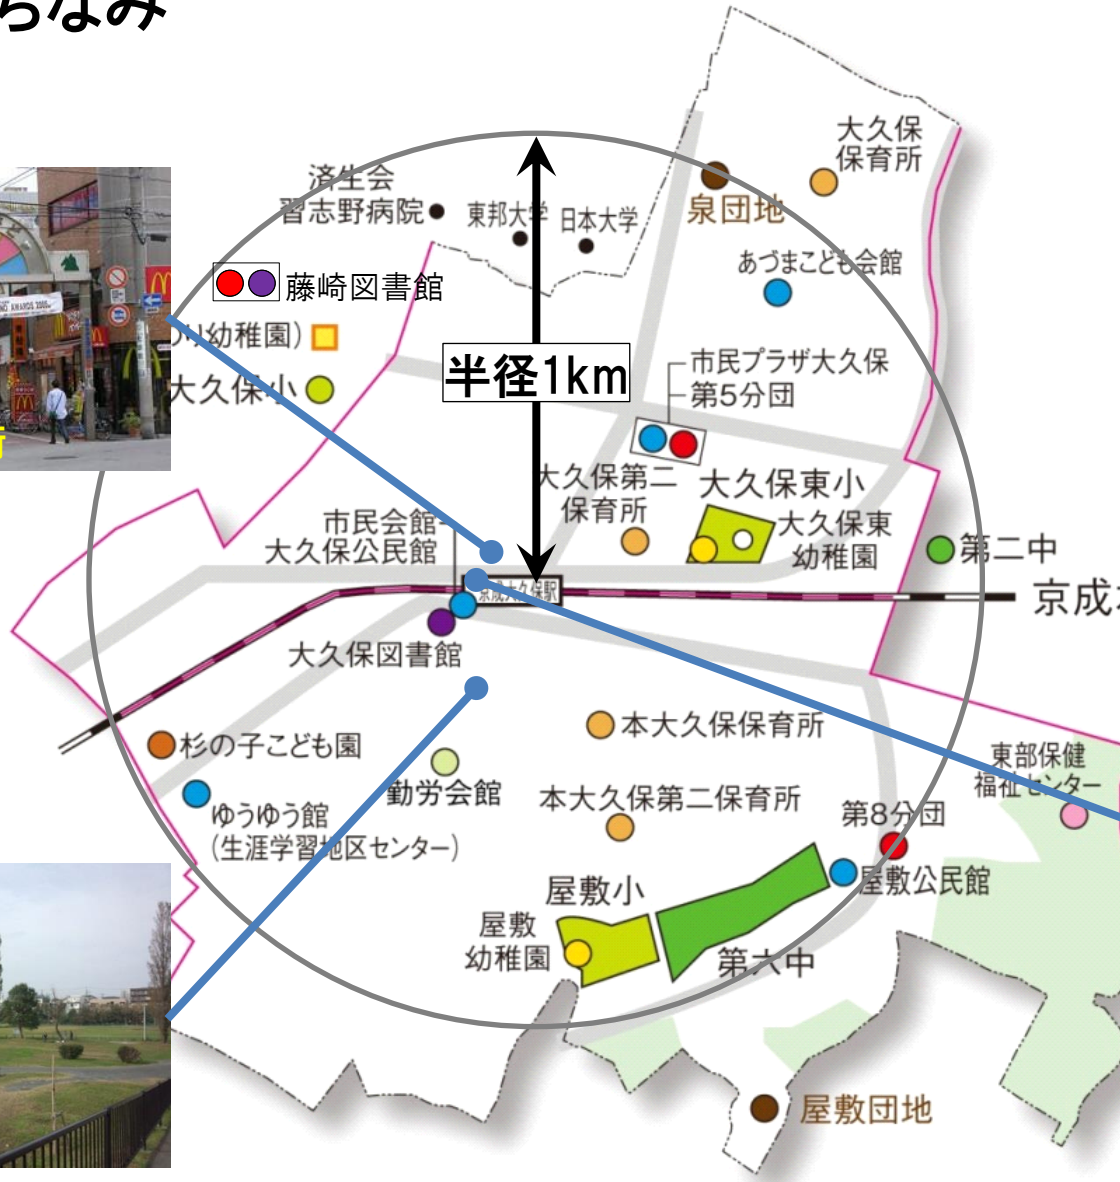 ちなみ
大久保
保育所
済生会
習志野病院
東邦大学
日本大学
泉団地
あづまこども会館
藤崎図書館
り幼稚園)
市民プラザ大久保
第5分団
半径1km
大久保小
大久保第二
保育所
大久保東小
大久保東
幼稚園
市民会館
大久保公民館
第二中
京成大久保駅
京成
大久保図書館
本大久保保育所
杉の子こども園
東部保健
福祉センター
勤労会館
本大久保第二保育所
ゆうゆう館
(生涯学習地区センター)
第8分団
屋敷公民館
屋敷小
屋敷
幼稚園
第六中
屋敷団地